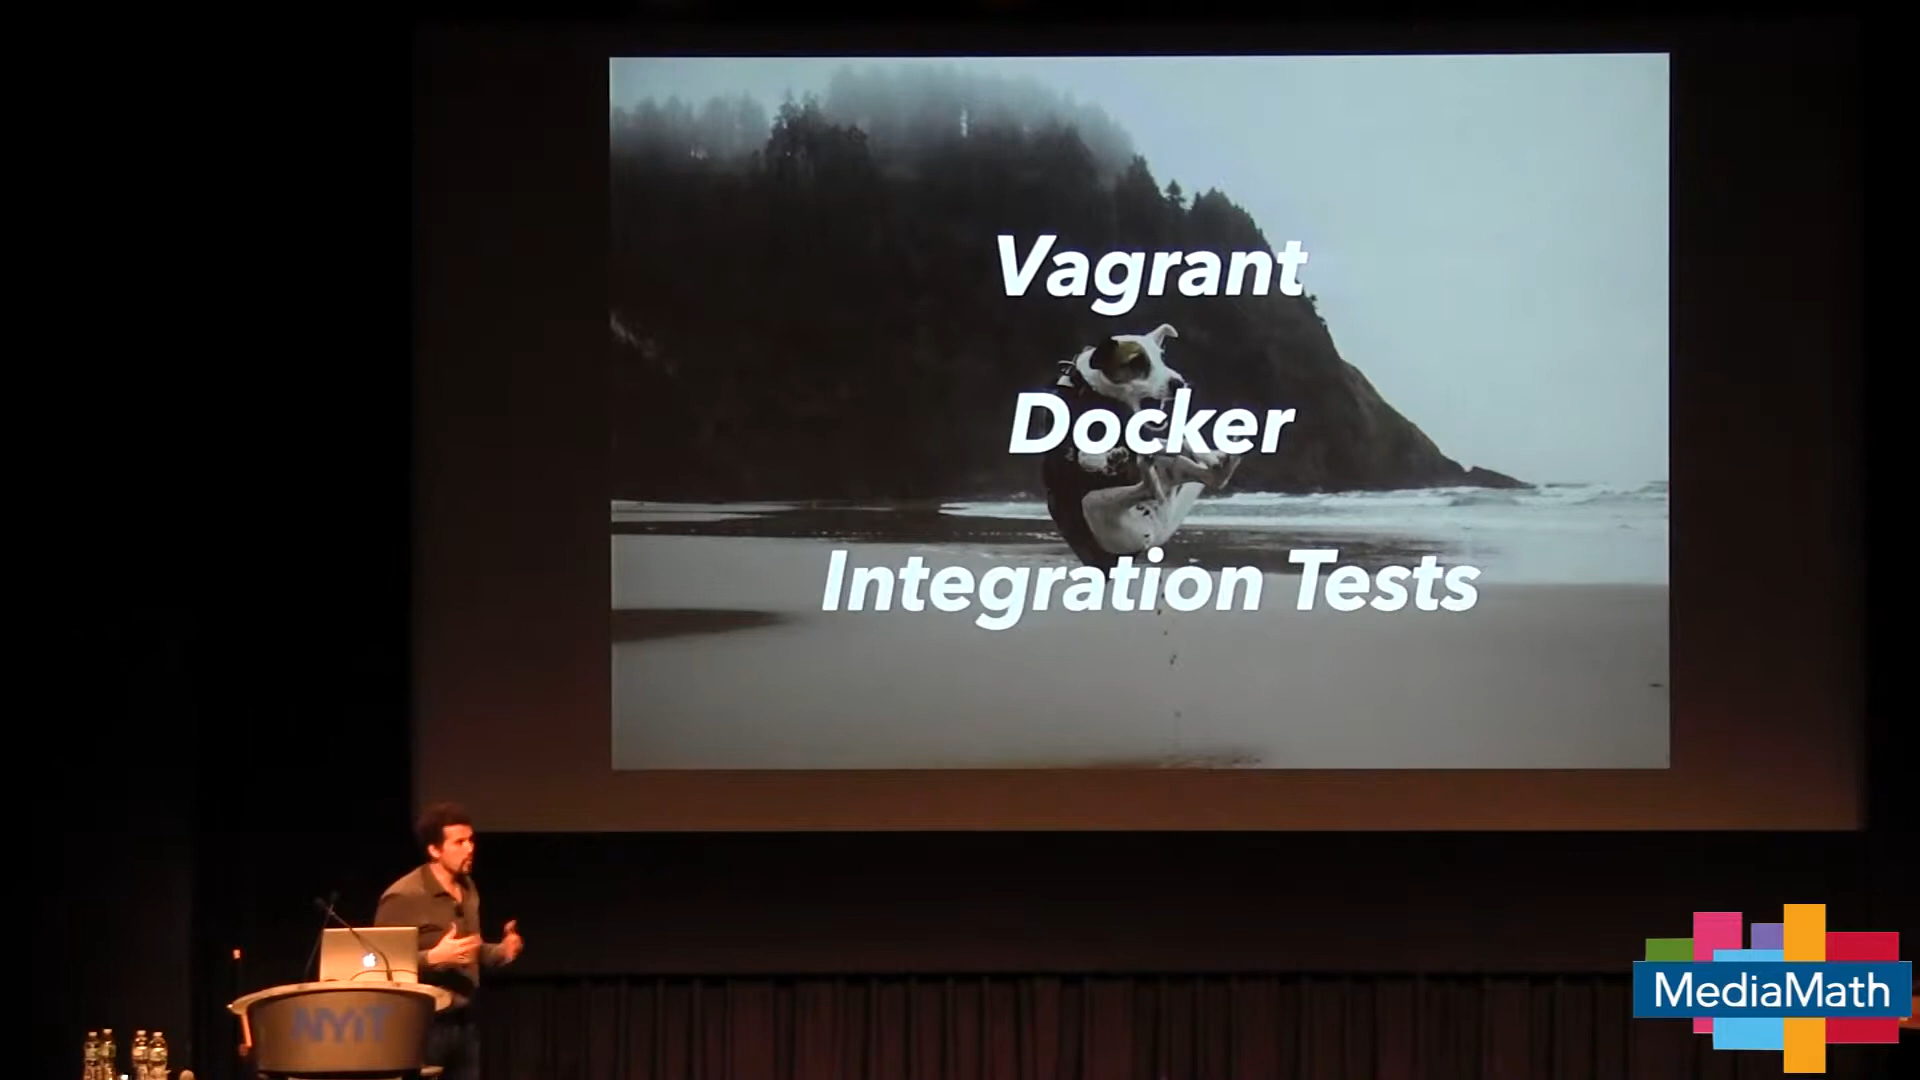 Vagrant
Docker
Integration Tests
NYIT
MediaMath